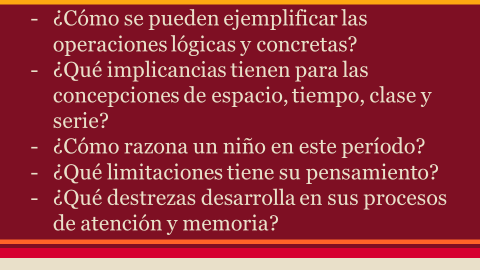 - ¿Cómo se pueden ejemplificar las
operaciones lógicas y concretas?
- ¿Qué implicancias tienen para las
concepciones de espacio, tiempo, clase y
serie?
- ¿Cómo razona un niño en este período?
- ¿Qué limitaciones tiene su pensamiento?
- ¿Qué destrezas desarrolla en sus procesos
de atención y memoria?